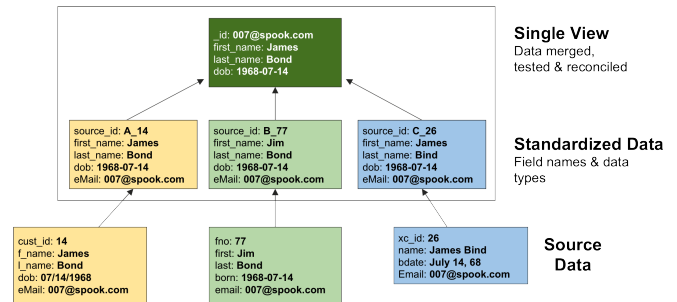 _id: 007@spook.com
first_name: James
last_name: Bond
dob: 1968-07-14
Single View
Data merged,
tested & reconciled
source_id: A_14
first_name: James
last_name: Bond
dob: 1968-07-14
eMail: 007@spook.com
source_id: B_77
first_name: Jim
last_name: Bond
dob: 1968-07-14
eMail: 007@spook.com
source_id: C_26
first_name: James
last_name: Bind
dob: 1968-07-14
eMail: 007@spook.com
Standardized Data
Field names & data
types
cust_id: 14
f_name: James
l_name: Bond
dob: 07/14/1968
eMail: 007@spook.com
fno: 77
first: Jim
last: Bond
born: 1968-07-14
email: 007@spook.com
xc_id: 26
name: James Bind
bdate: July 14, 68
Email: 007@spook.com
Source
Data